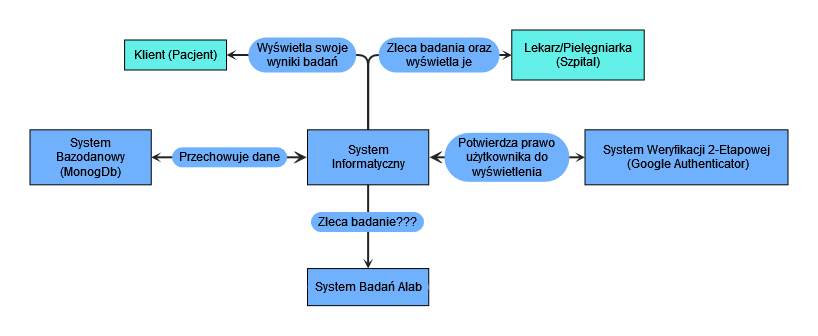 Klient (Pacjent)
Wyświetla swoje
wyniki badań
Zleca badania oraz
wyświetla je
Lekarz/Pielęgniarka
(Szpital)
System
Bazodanowy
(MonogDb)
Przechowuje dane
System
Informatyczny
Potwierdza prawo
użytkownika do
wyświetlenia
System Weryfikacji 2-Etapowej
(Google Authenticator)
Zleca badanie???
System Badań Alab